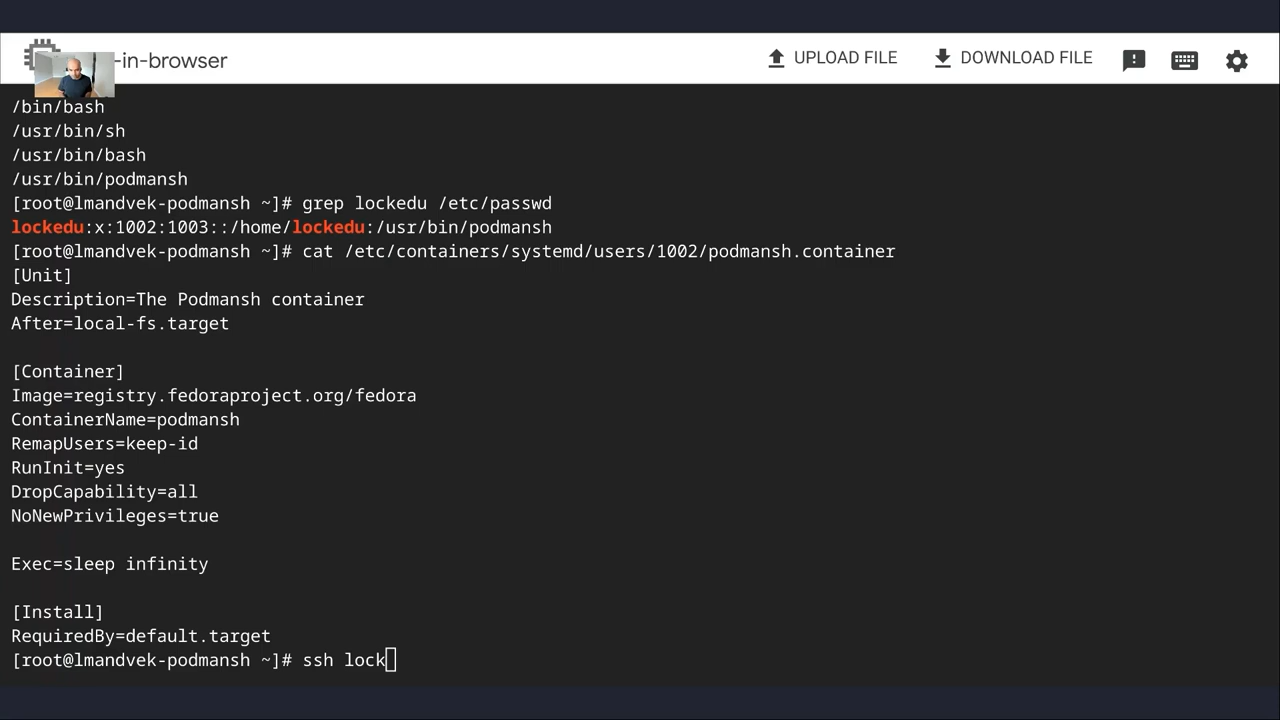 -in-browser
UPLOAD FILE
DOWNLOAD FILE
/bin/bash
/usr/bin/sh
/usr/bin/bash
/usr/bin/podmansh
[root@lmandvek-podmansh ~]# grep lockedu /etc/passwd
lockedu:x:1002:1003::/home/lockedu:/usr/bin/podmansh
[root@lmandvek-podmansh ~]# cat /etc/containers/systemd/users/1002/podmansh.container
[Unit]
Description=The Podmansh container
After=local-fs.target
[Container]
Image=registry.fedoraproject.org/fedora
ContainerName=podmansh
RemapUsers=keep-id
RunInit=yes
DropCapability=all
NoNewPrivileges=true
Exec=sleep infinity
[Install]
RequiredBy=default.target
[root@lmandvek-podmansh ~]# ssh lock